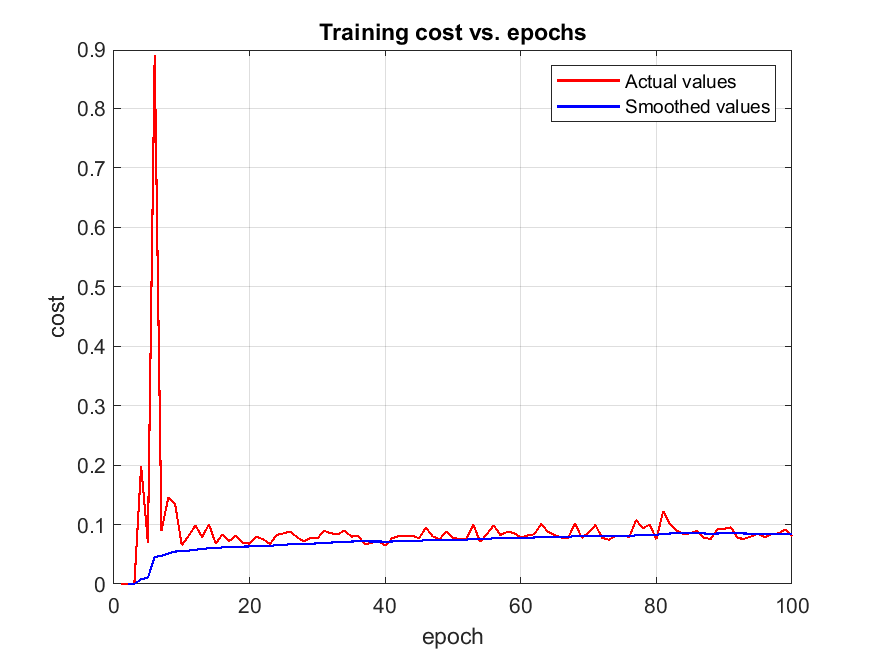 Training cost vs. epochs
Actual values
Smoothed values
cost
0.9
0.8
0.7
0.6
0.5
0.4
0.3
0.2
0.1
0
0 20 40 60 80 100
epoch